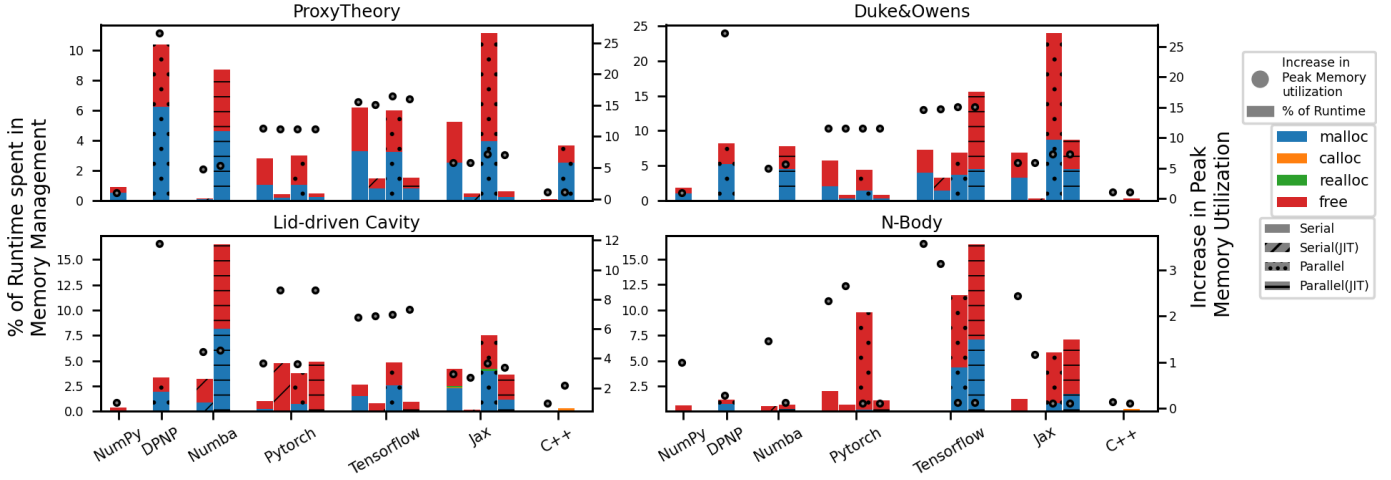 ProxyTheory
Duke&Owens
% of Runtime spent in
Memory Management
10
8
6
4
2
0
25
20
15
10
5
0
25
20
15
10
5
0
25
20
15
10
5
0
Lid-driven Cavity
N-Body
15.0
12.5
10.0
7.5
5.0
2.5
0.0
12
10
8
6
4
2
15.0
12.5
10.0
7.5
5.0
2.5
3
2
1
0
Increase in Peak
Memory Utilization
NumPy
DPNP
Numba
Pytorch
Tensorflow
Jax
C++
NumPy
DPNP
Numba
Pytorch
Tensorflow
Jax
C++
Increase in
Peak Memory
utilization
% of Runtime
malloc
calloc
realloc
free
Serial
Serial(JIT)
Parallel
Parallel(JIT)